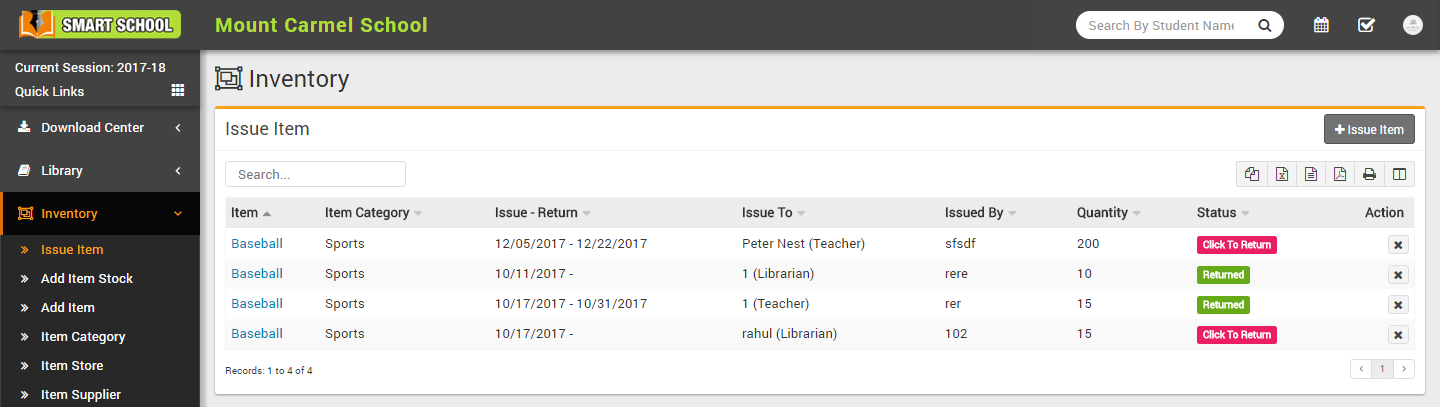 SMART SCHOOL
Mount Carmel School
Search By Student Name
Current Session: 2017-18
Quick Links
Download Center
Library
Inventory
Issue Item
Add Item Stock
Add Item
Item Category
Item Store
Item Supplier
Inventory
Issue Item
Issue Item
Search...
Item Item Category Issue - Return Issue To Issued By Quantity Status Action
Baseball Sports 12/05/2017 - 12/22/2017 Peter Nest (Teacher) sfsdf 200 Click To Return
Baseball Sports 10/11/2017 - 1 (Librarian) rere 10 Returned
Baseball Sports 10/17/2017 - 10/31/2017 1 (Teacher) rer 15 Returned
Baseball Sports 10/17/2017 - rahul (Librarian) 102 15 Click To Return
Records: 1 to 4 of 4
1